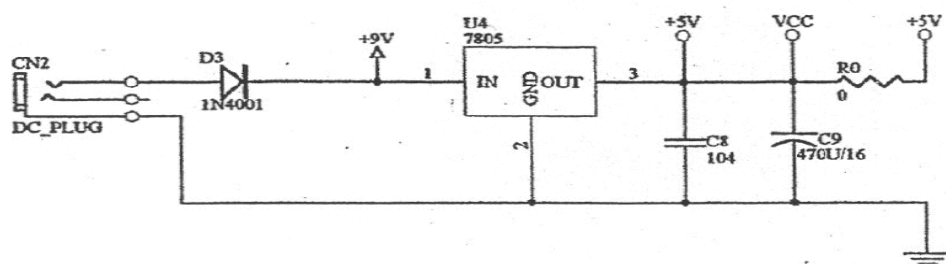 U4
7805
+5V
VCC
+5V
+9V
CN2
D3
1N4001
DC_PLUG
1
IN
GND
OUT
3
2
R0
0
C8
104
C9
470U/16